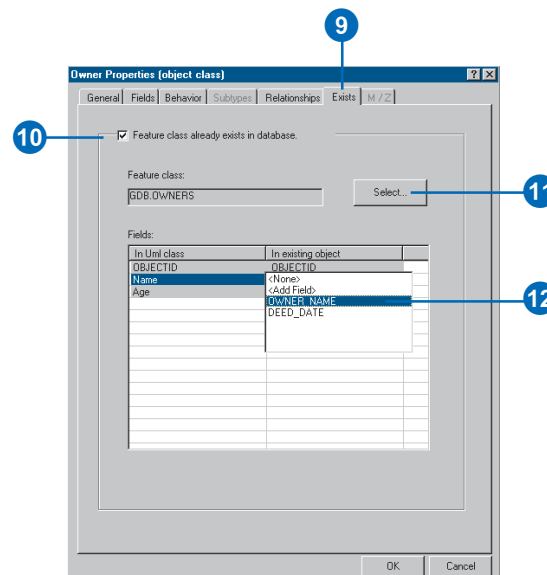 9
Owner Properties (object class)
General Fields Behavior Subtypes Relationships Exists M / Z
10
Feature class already exists in database.
Feature class:
GDB.OWNERS
Select...
11
Fields:
In Uml class In existing object
OBJECTID OBJECTID
Name <None>
Age <Add Field>
OWNER_NAME
12
DEED_DATE
OK Cancel